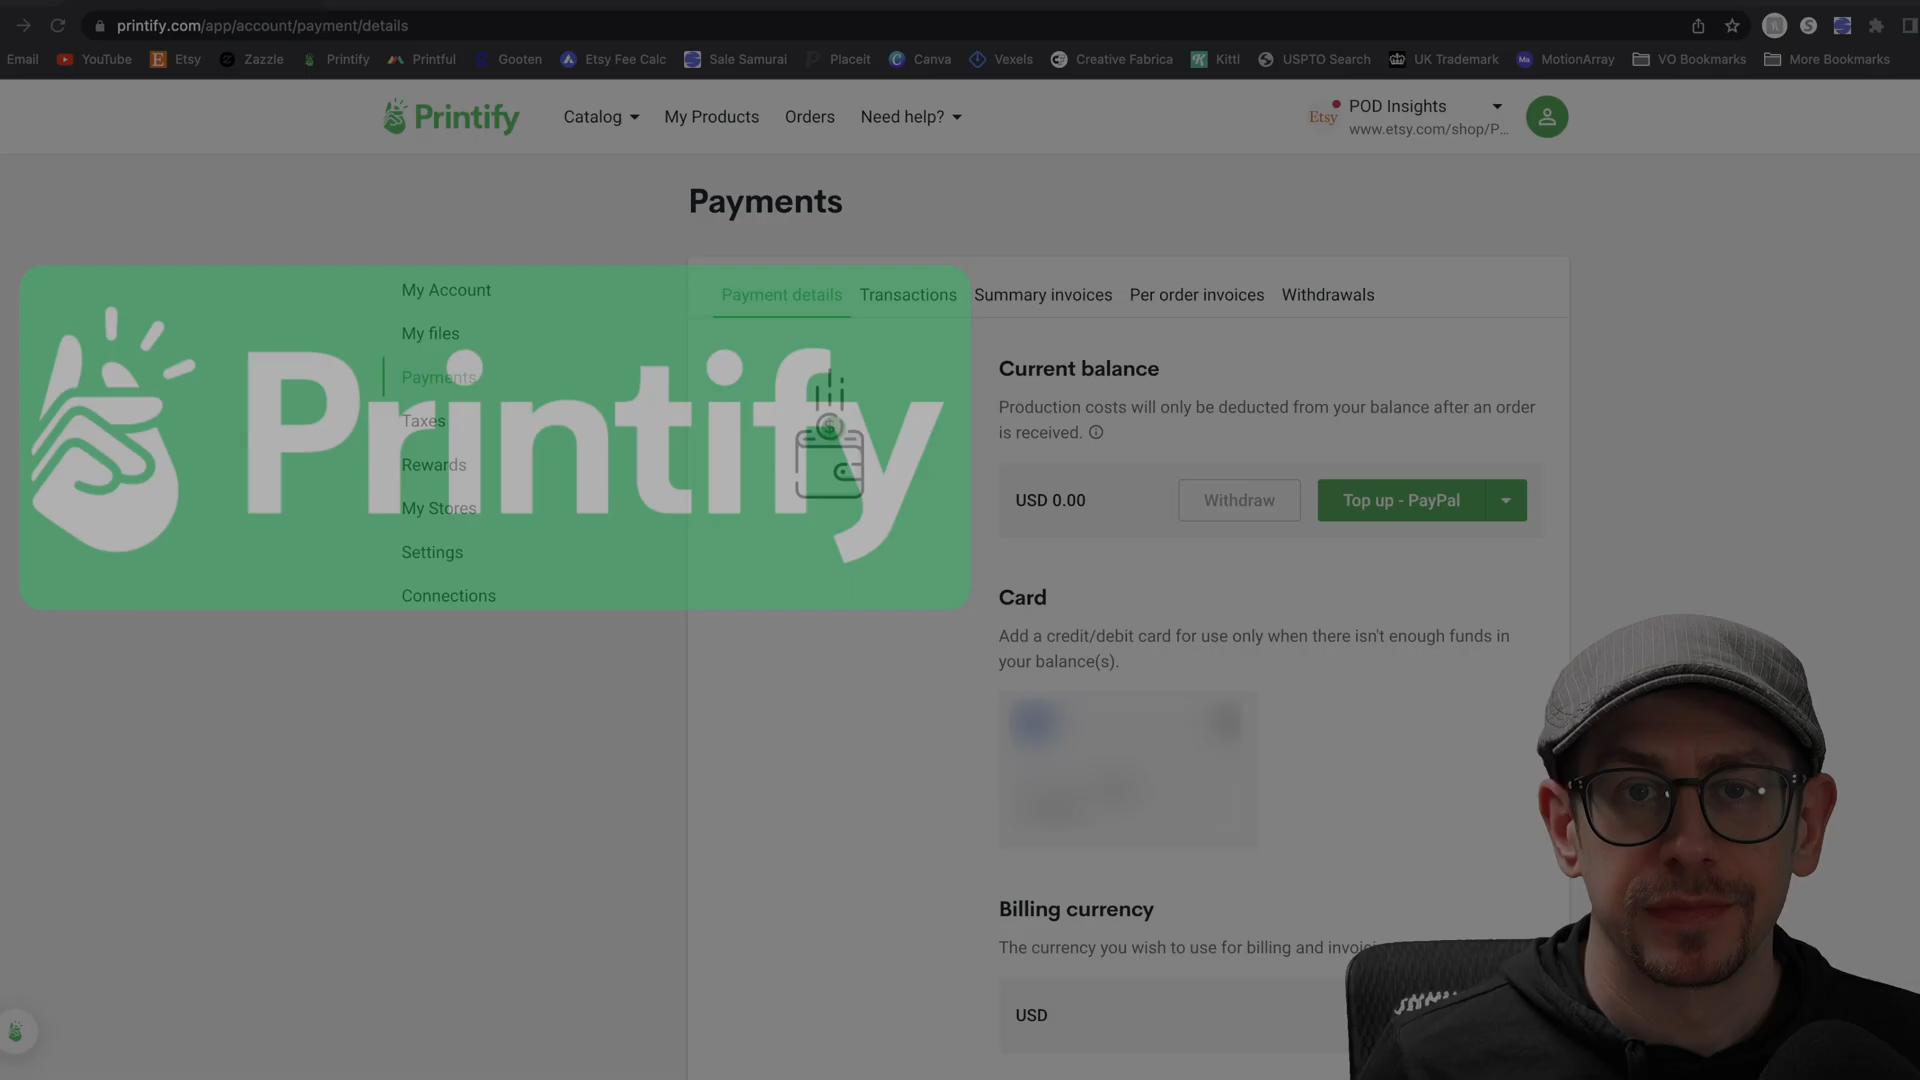 printify.com/app/account/payment/details
Email YouTube Etsy Zazzle Printify Printful Gooten Etsy Fee Calc Sale Samurai Placeit Canva Vexels Creative Fabrica Kittl USPTO Search UK Trademark MotionArray VO Bookmarks More Bookmarks
Printify Catalog My Products Orders Need help? Etsy POD Insights
www.etsy.com/shop/P...
Payments
My Account
My files
Payments
Taxes
Rewards
My Stores
Settings
Connections
Printify
Payment details Transactions Summary invoices Per order invoices Withdrawals
Current balance
Production costs will only be deducted from your balance after an order
is received.
USD 0.00 Withdraw Top up - PayPal
Card
Add a credit/debit card for use only when there isn't enough funds in
your balance(s).
Billing currency
The currency you wish to use for billing and
USD